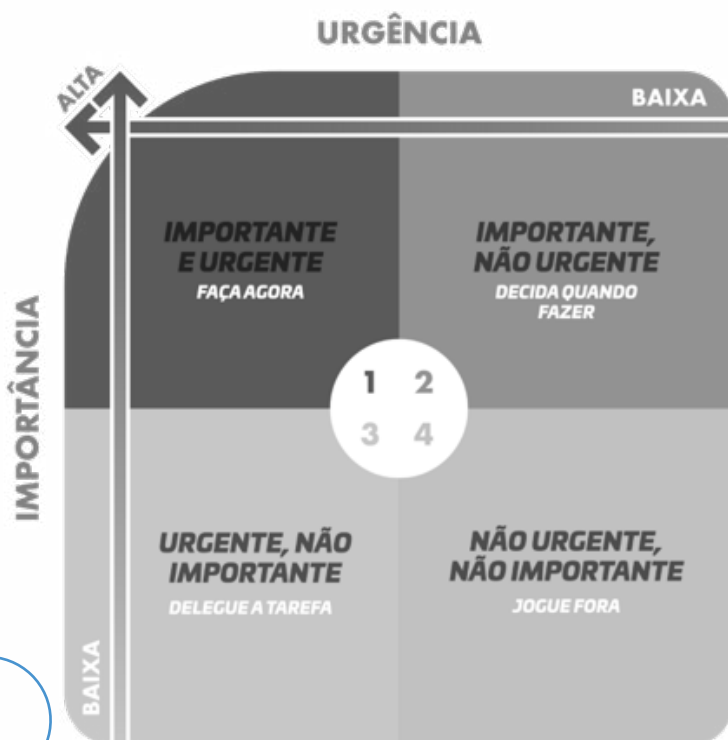 URGÊNCIA
ALTA
BAIXA
IMPORTÂNCIA
IMPORTANTE
E URGENTE
FAÇA AGORA
IMPORTANTE,
NÃO URGENTE
DECIDA QUANDO
FAZER
1 2
3 4
URGENTE, NÃO
IMPORTANTE
DELEGUE A TAREFA
NÃO URGENTE,
NÃO IMPORTANTE
JOGUE FORA
BAIXA